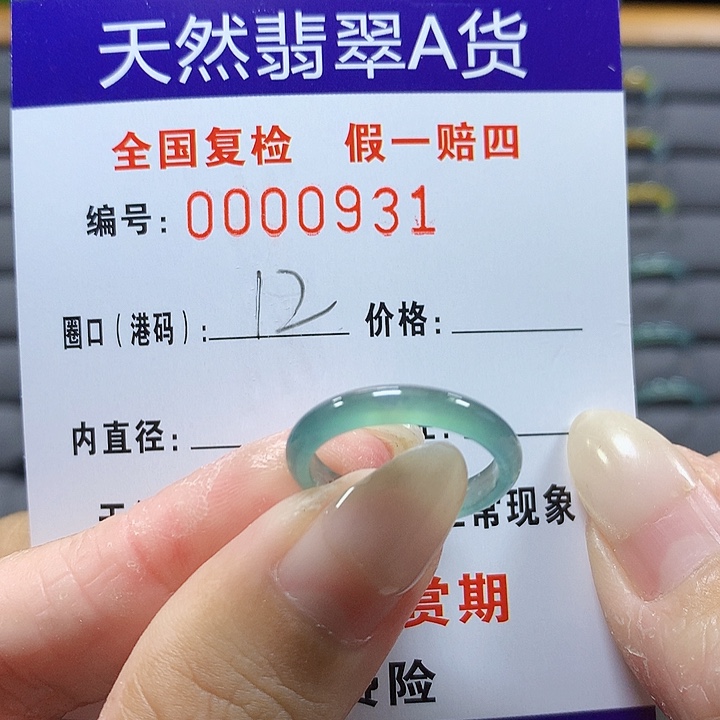 天然翡翠A货
全国复检 假一赔四
编号: 0000931
圈口(港码): 12 价格:
内直径:
常现象
赏期
险